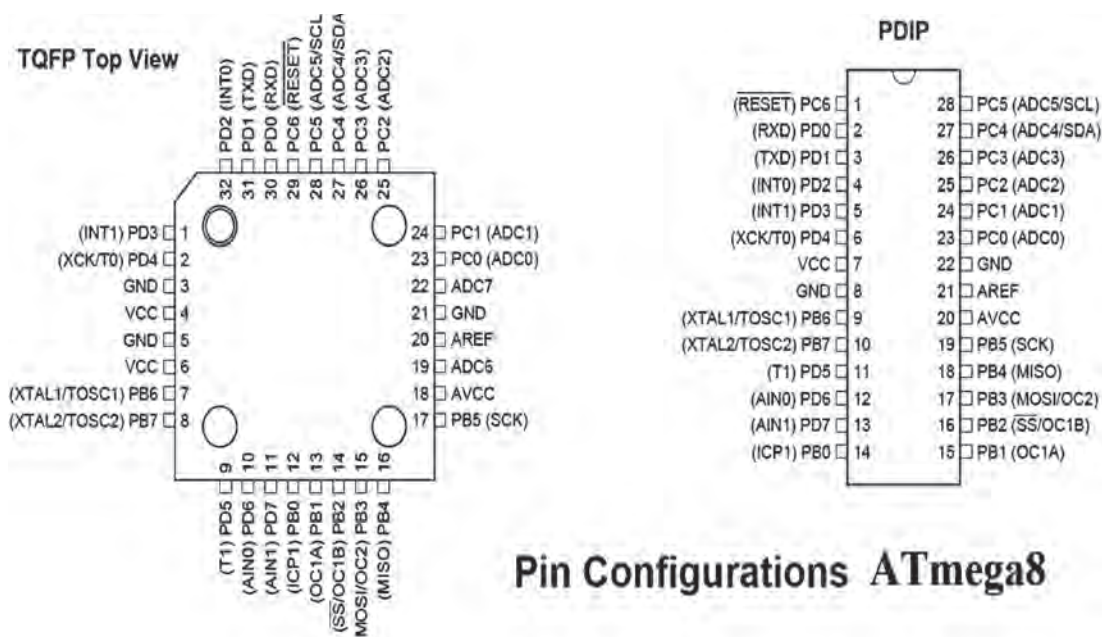 TQFP Top View
PD2 (INT0)
PD1 (TXD)
PD0 (RXD)
PC6 (RESET)
PC5 (ADC5/SCL)
PC4 (ADC4/SDA
PC3 (ADC3)
PC2 (ADC2)
32 31 30 29 28 27 26 25
(INT1) PD3 1
(XCK/T0) PD4 2
GND 3
VCC 4
GND 5
VCC 6
(XTAL1/TOSC1) PB6 7
(XTAL2/TOSC2) PB7 8
24 PC1 (ADC1)
23 PC0 (ADC0)
22 ADC7
21 GND
20 AREF
19 ADC6
18 AVCC
17 PB5 (SCK)
9 10 11 12 13 14 15 16
(T1) PD5
(AIN0) PD6
(AIN1) PD7
(ICP1) PB0
(OC1A) PB1
(SS/OC1B) PB2
MOSI/OC2) PB3
(MISO) PB4
PDIP
(RESET) PC6 1 28 PC5 (ADC5/SCL)
(RXD) PD0 2 27 PC4 (ADC4/SDA)
(TXD) PD1 3 26 PC3 (ADC3)
(INT0) PD2 4 25 PC2 (ADC2)
(INT1) PD3 5 24 PC1 (ADC1)
(XCK/T0) PD4 6 23 PC0 (ADC0)
VCC 7 22 GND
GND 8 21 AREF
(XTAL1/TOSC1) PB6 9 20 AVCC
(XTAL2/TOSC2) PB7 10 19 PB5 (SCK)
(T1) PD5 11 18 PB4 (MISO)
(AIN0) PD6 12 17 PB3 (MOSI/OC2)
(AIN1) PD7 13 16 PB2 (SS/OC1B)
(ICP1) PB0 14 15 PB1 (OC1A)
Pin Configurations ATmega8